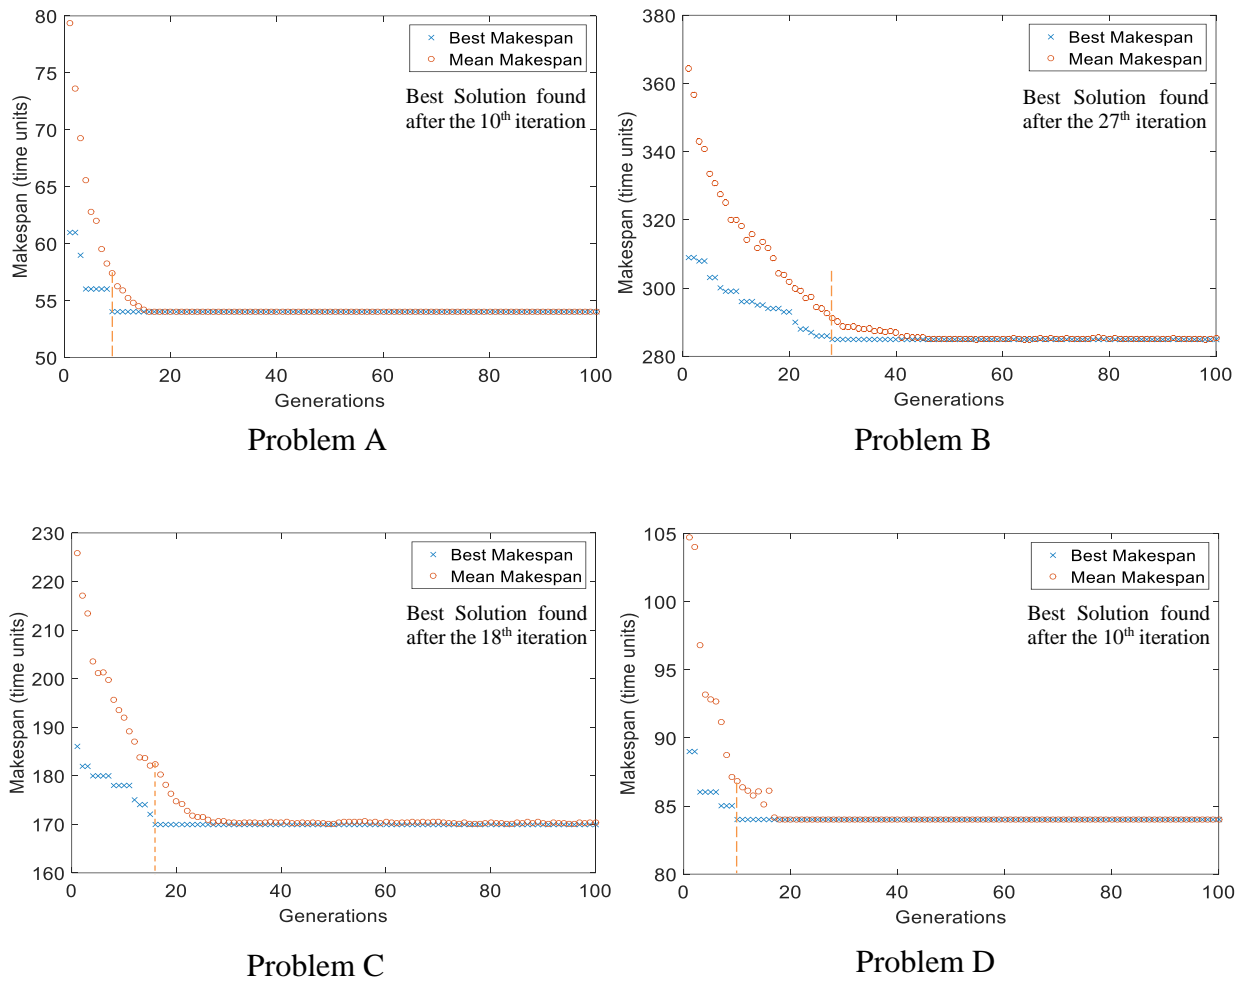 80
75
70
65
60
55
50
0
20
40
60
80
100
Makespan (time units)
Generations
Best Makespan
Mean Makespan
Best Solution found
after the 10th iteration
Problem A
380
360
340
320
300
280
0
20
40
60
80
100
Makespan (time units)
Generations
Best Makespan
Mean Makespan
Best Solution found
after the 27th iteration
Problem B
230
220
210
200
190
180
170
160
0
20
40
60
80
100
Makespan (time units)
Generations
Best Makespan
Mean Makespan
Best Solution found
after the 18th iteration
Problem C
105
100
95
90
85
80
0
20
40
60
80
100
Makespan (time units)
Generations
Best Makespan
Mean Makespan
Best Solution found
after the 10th iteration
Problem D